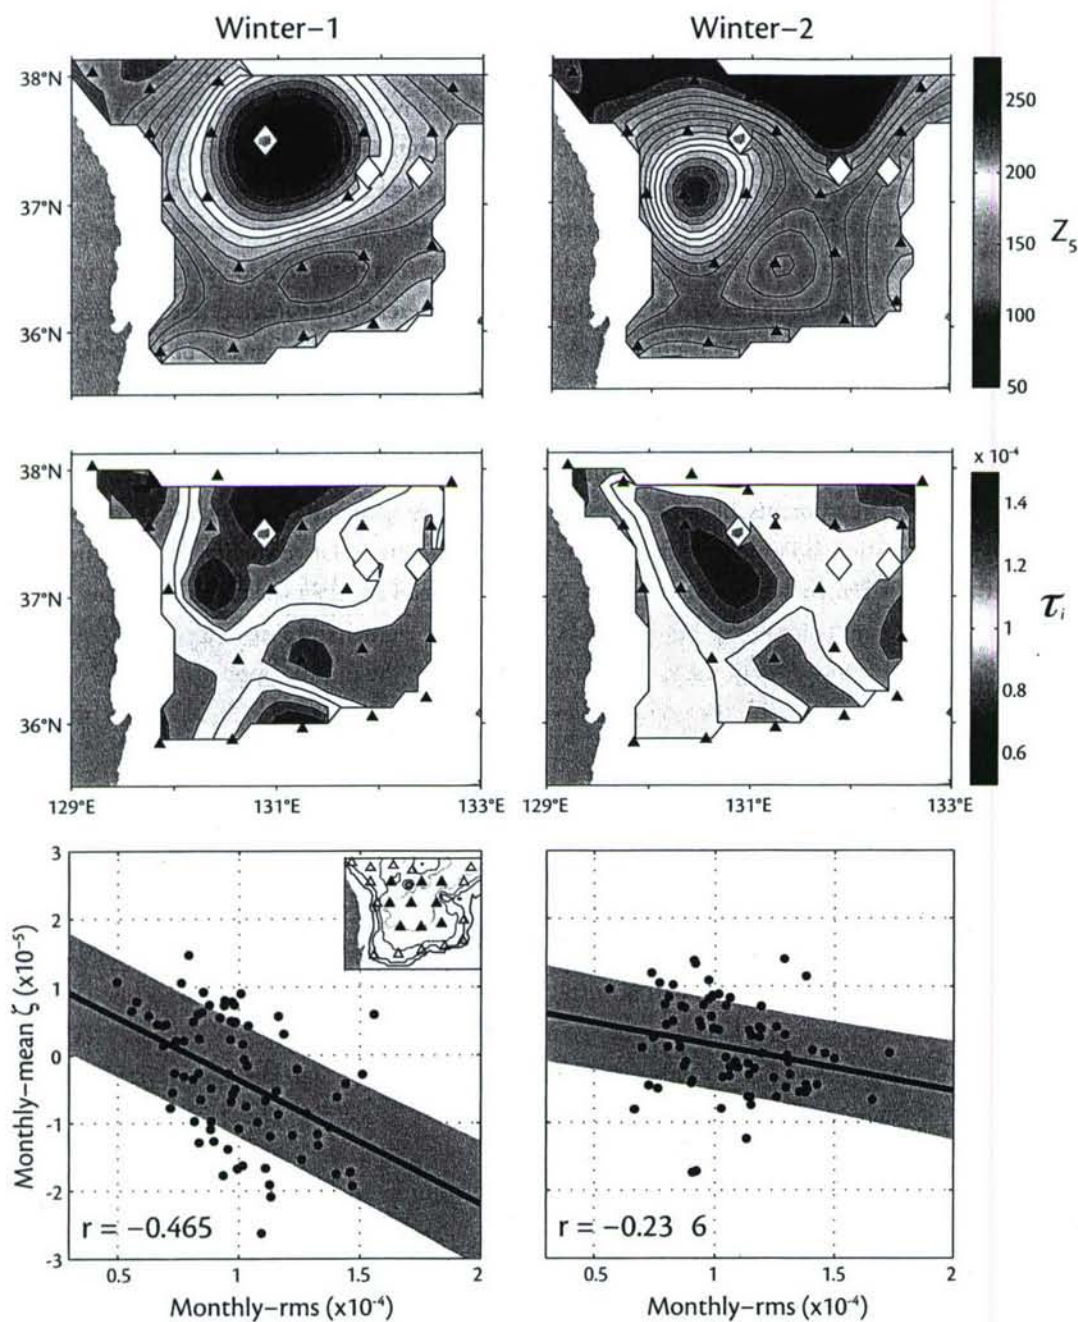 Winter–1
Winter–2
38°N
37°N
36°N
250
200
150
100
50
Z5
38°N
37°N
36°N
129°E
131°E
133°E
129°E
131°E
133°E
x 10-4
1.4
1.2
1
0.8
0.6
τi
Monthly–mean ζ (x10-5)
3
2
1
0
-1
-2
-3
r = −0.465
0.5
1
1.5
2
Monthly–rms (x10-4)
r = −0.23 6
0.5
1
1.5
2
Monthly–rms (x10-4)